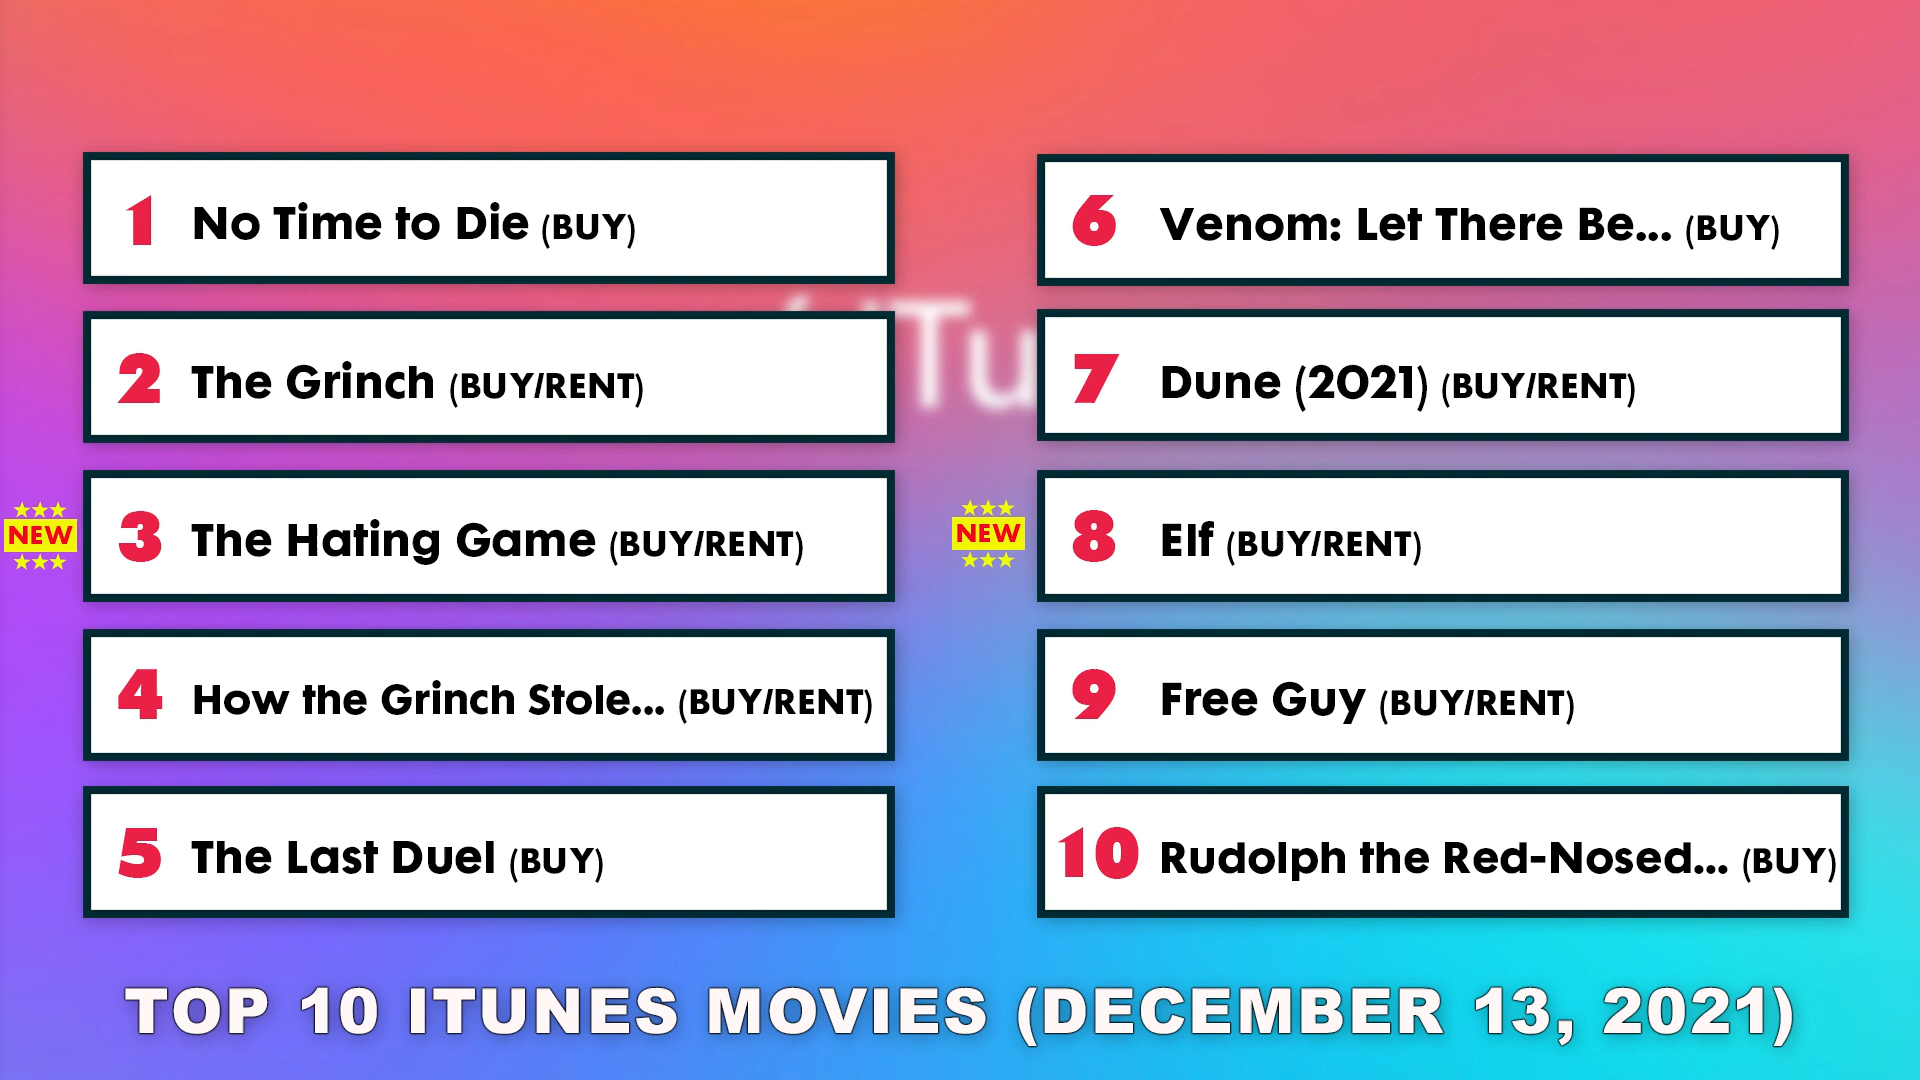 1 No Time to Die (BUY)
2 The Grinch (BUY/RENT)
NEW
3 The Hating Game (BUY/RENT)
4 How the Grinch Stole... (BUY/RENT)
5 The Last Duel (BUY)
6 Venom: Let There Be... (BUY)
7 Dune (2021) (BUY/RENT)
NEW
8 Elf (BUY/RENT)
9 Free Guy (BUY/RENT)
10 Rudolph the Red-Nosed... (BUY)
TOP 10 ITUNES MOVIES (DECEMBER 13, 2021)